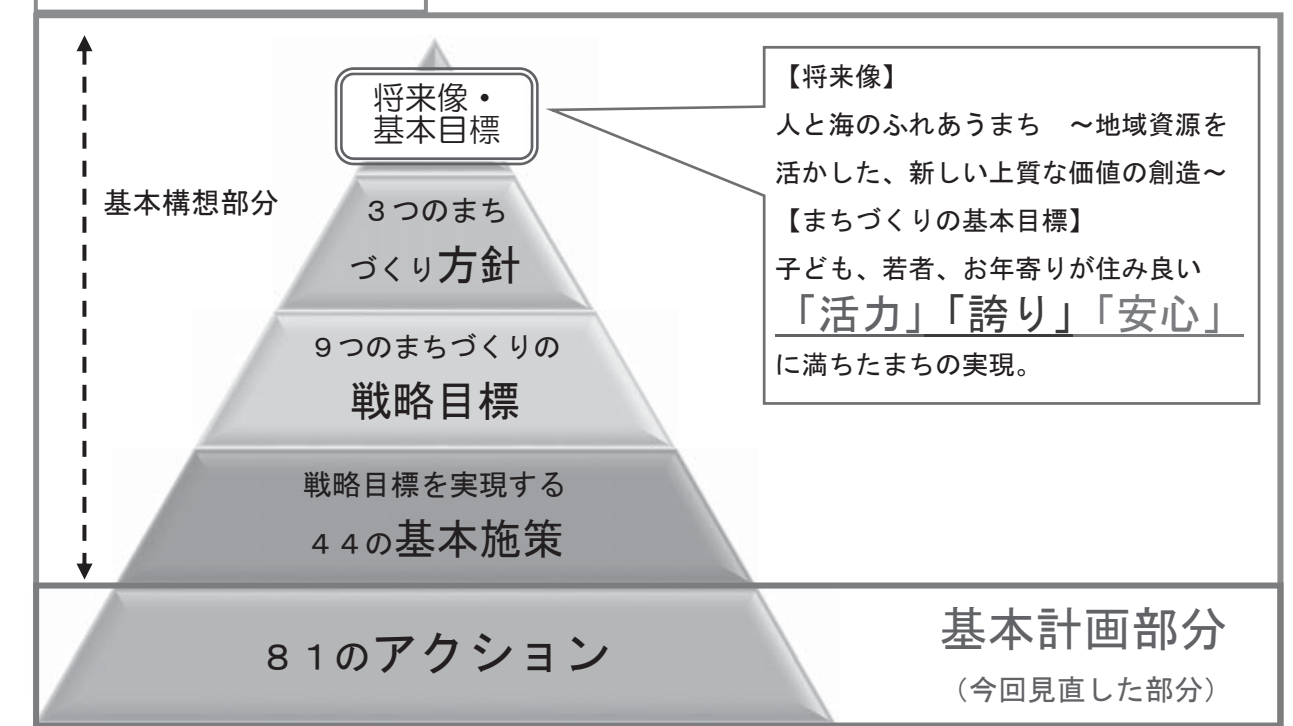 将来像・
基本目標
基本構想部分
３つのまち
づくり方針
９つのまちづくりの
戦略目標
戦略目標を実現する
４４の基本施策
８１のアクション
【将来像】
人と海のふれあうまち　～地域資源を
活かした、新しい上質な価値の創造～
【まちづくりの基本目標】
子ども、若者、お年寄りが住み良い
「活力」「誇り」「安心」
に満ちたまちの実現。
基本計画部分
（今回見直した部分）